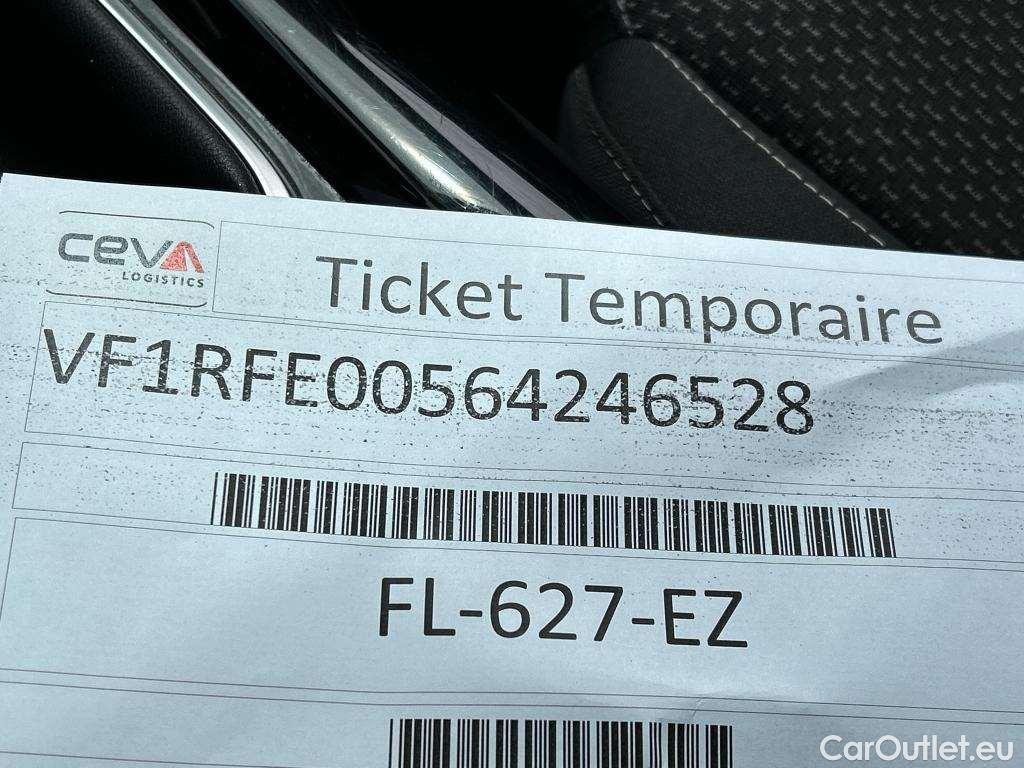 ceva
LOGISTICS
Ticket Temporaire
VF1RFE00564246528
FL-627-EZ
CarOutlet.eu